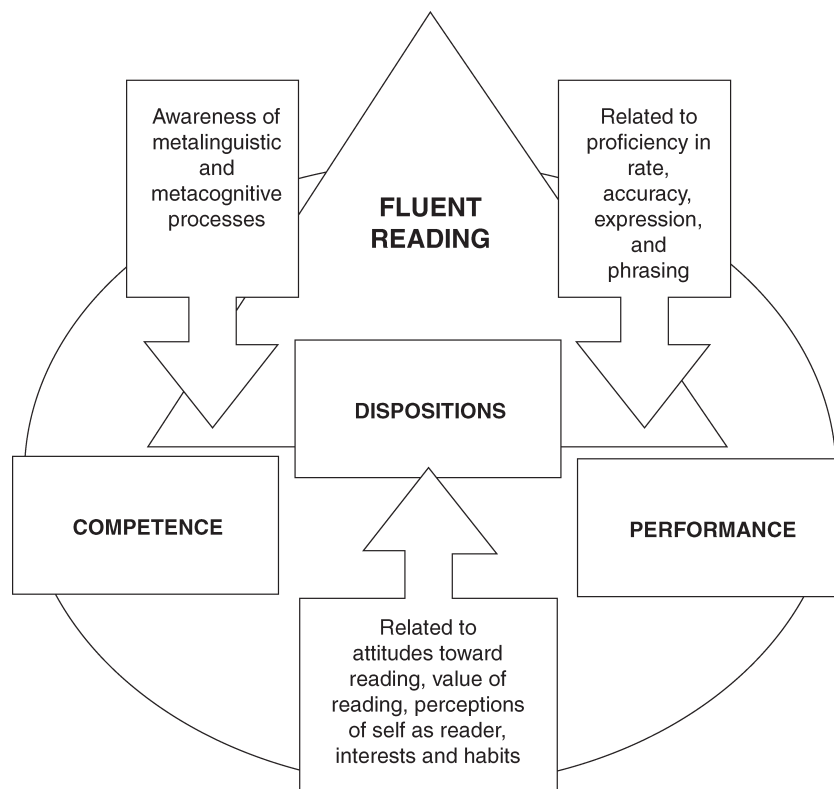 Awareness of
metalinguistic
and
metacognitive
processes
FLUENT
READING
Related to
proficiency in
rate,
accuracy,
expression,
and
phrasing
DISPOSITIONS
COMPETENCE
PERFORMANCE
Related to
attitudes toward
reading, value of
reading, perceptions
of self as reader,
interests and habits